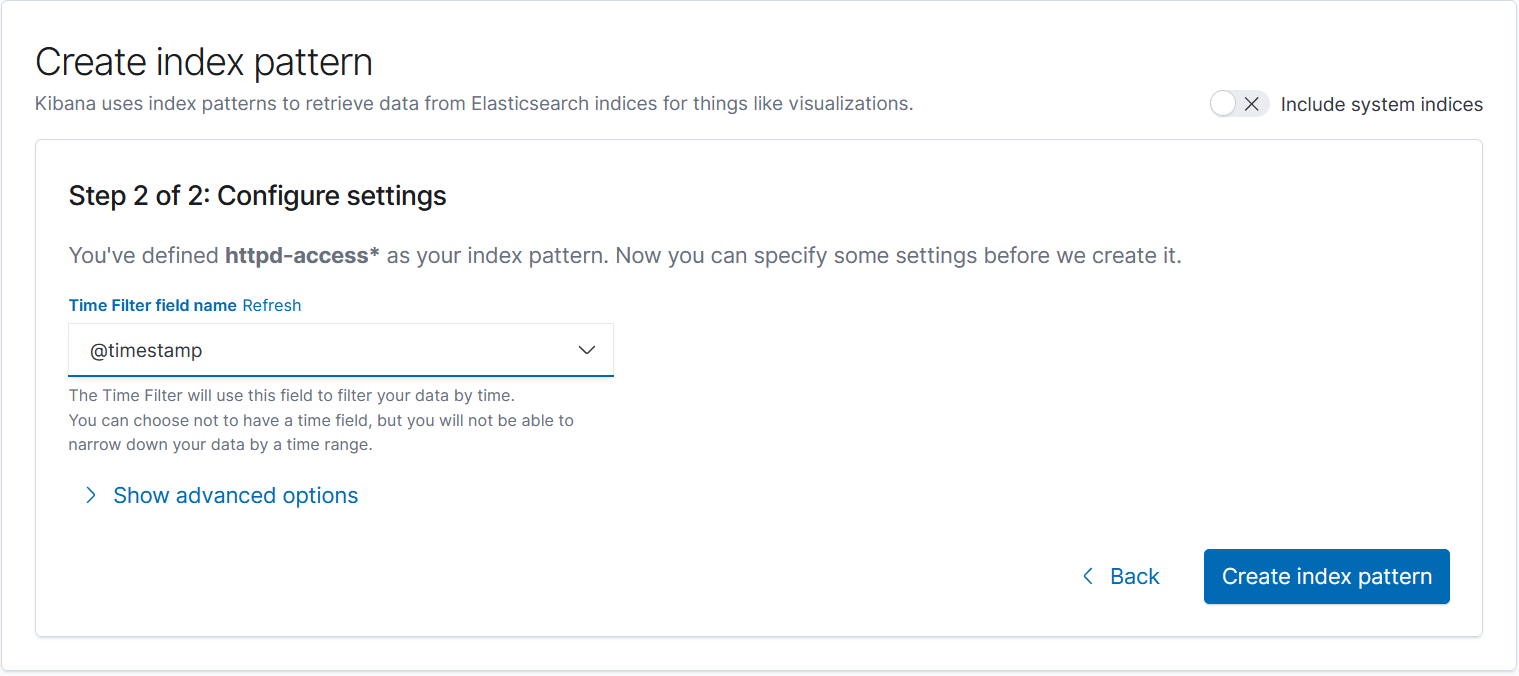 Create index pattern
Kibana uses index patterns to retrieve data from Elasticsearch indices for things like visualizations.
Include system indices
Step 2 of 2: Configure settings
You've defined httpd-access* as your index pattern. Now you can specify some settings before we create it.
Time Filter field name Refresh
@timestamp
The Time Filter will use this field to filter your data by time.
You can choose not to have a time field, but you will not be able to
narrow down your data by a time range.
Show advanced options
Back
Create index pattern